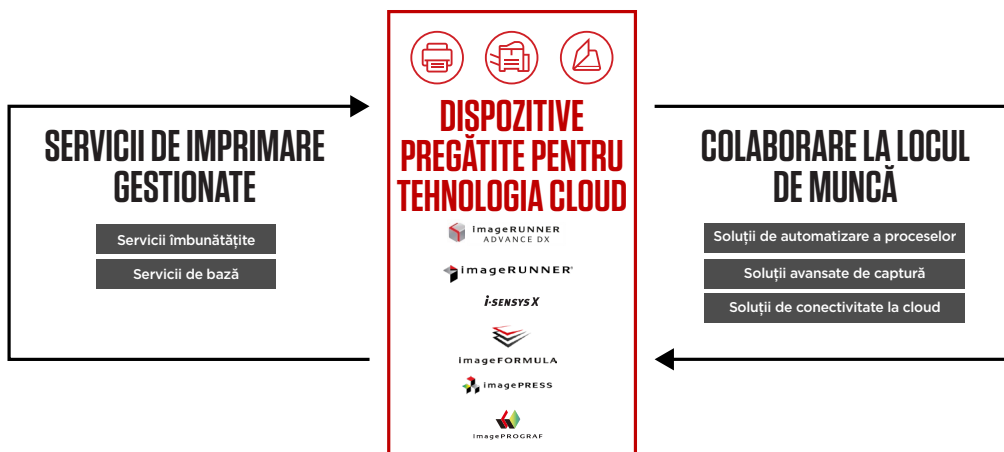 SERVICII DE IMPRIMARE
GESTIONATE
Servicii îmbunătățite
Servicii de bază
DISPOZITIVE
PREGĂTITE PENTRU
TEHNOLOGIA CLOUD
imageRUNNER
ADVANCE DX
imageRUNNER®
i-SENSYS X
imageFORMULA
imagePRESS
imagePROGRAF
COLABORARE LA LOCUL
DE MUNCĂ
Soluții de automatizare a proceselor
Soluții avansate de captură
Soluții de conectivitate la cloud